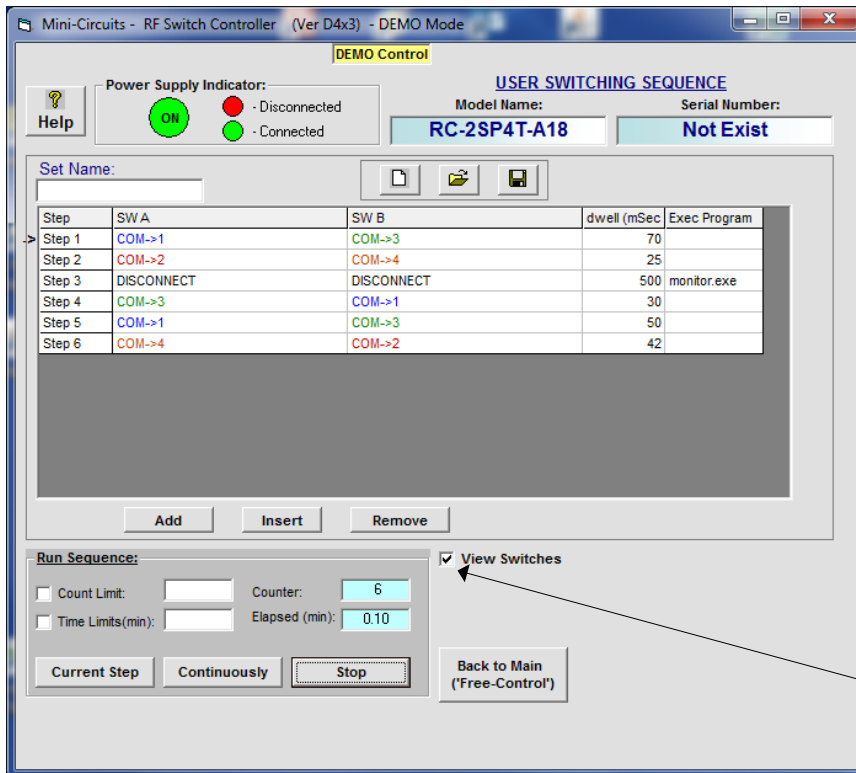 Mini-Circuits - RF Switch Controller (Ver D4x3) - DEMO Mode
DEMO Control
Help
Power Supply Indicator:
ON
- Disconnected
- Connected
USER SWITCHING SEQUENCE
Model Name: Serial Number:
RC-2SP4T-A18 Not Exist
Set Name:
Step SW A SW B dwell (mSec Exec Program
-> Step 1 COM->1 COM->3 70
Step 2 COM->2 COM->4 25
Step 3 DISCONNECT DISCONNECT 500 monitor.exe
Step 4 COM->3 COM->1 30
Step 5 COM->1 COM->3 50
Step 6 COM->4 COM->2 42
Add Insert Remove
Run Sequence:
Count Limit: Counter: 6
Time Limits(min): Elapsed (min): 0.10
Current Step Continuously Stop
View Switches
Back to Main
('Free-Control')